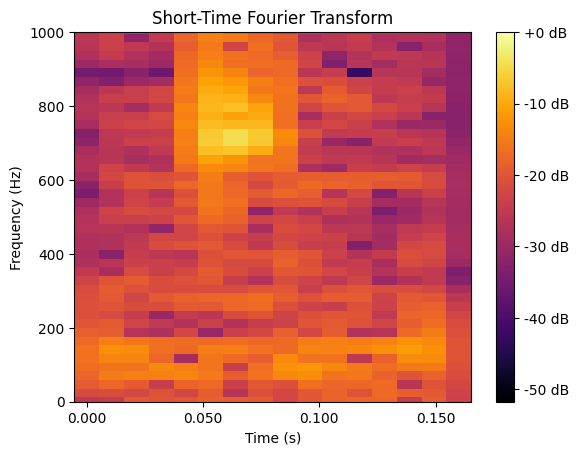 Short-Time Fourier Transform
1000
800
600
400
200
0
Frequency (Hz)
0.000
0.050
0.100
0.150
Time (s)
+0 dB
-10 dB
-20 dB
-30 dB
-40 dB
-50 dB